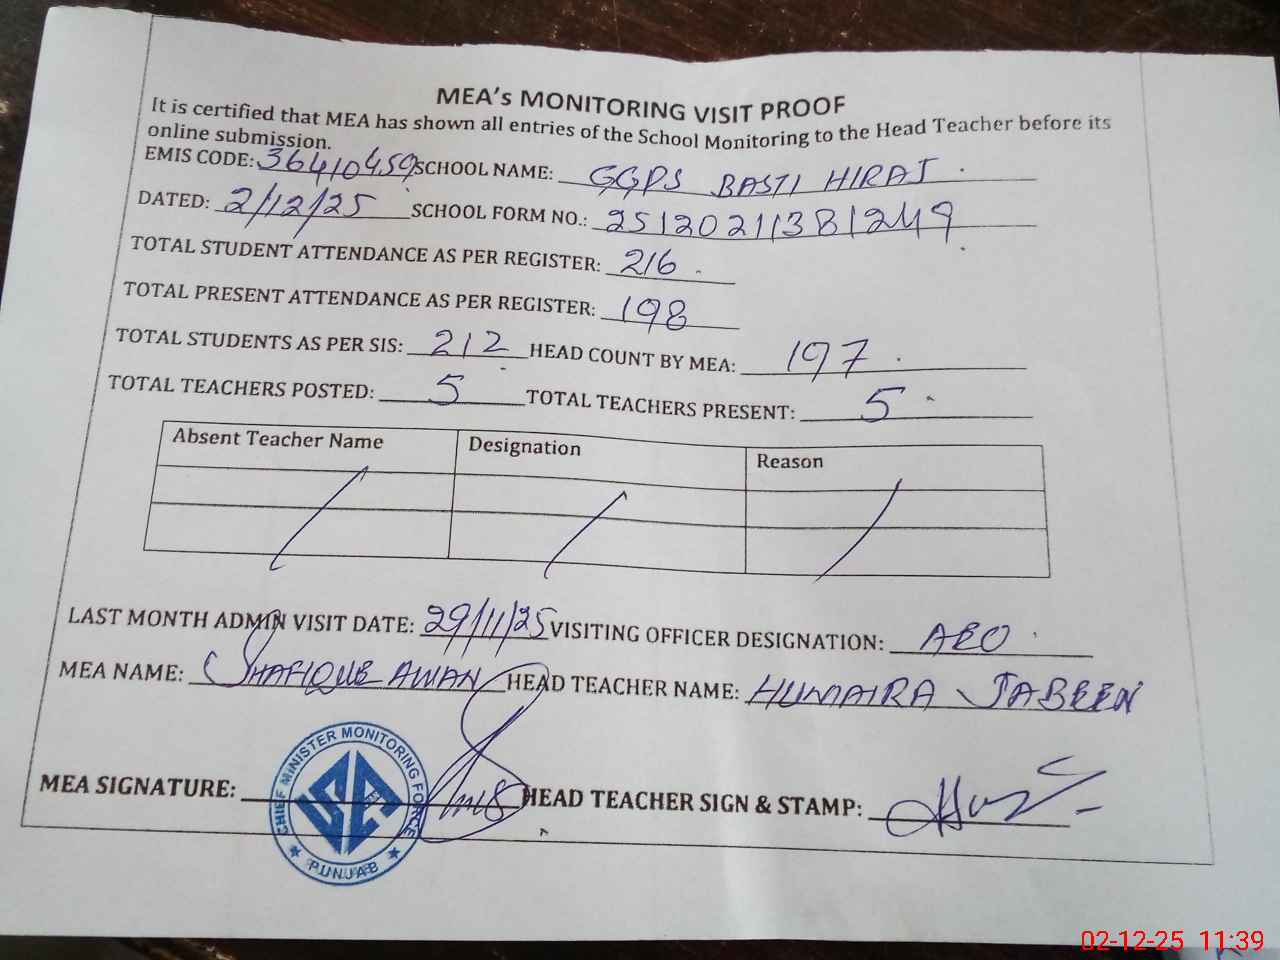 MEA's MONITORING VISIT PROOF
It is certified that MEA has shown all entries of the School Monitoring to the Head Teacher before its
online submission.
EMIS CODE: 36410459 SCHOOL NAME: GGPS BASTI HIRAJ
DATED: 2/12/25 SCHOOL FORM NO.: 25120211381249
TOTAL STUDENT ATTENDANCE AS PER REGISTER: 216
TOTAL PRESENT ATTENDANCE AS PER REGISTER: 198
TOTAL STUDENTS AS PER SIS: 212 HEAD COUNT BY MEA: 197
TOTAL TEACHERS POSTED: 5 TOTAL TEACHERS PRESENT: 5
Absent Teacher Name Designation Reason
LAST MONTH ADMIN VISIT DATE: 29/11/25 VISITING OFFICER DESIGNATION: AEO
MEA NAME: SHAFIQUE AWAN HEAD TEACHER NAME: HUMAIRA JABEEN
MEA SIGNATURE: HEAD TEACHER SIGN & STAMP:
CHIEF MINISTER MONITORING FORCE
PUNJAB
02-12-25 11:39